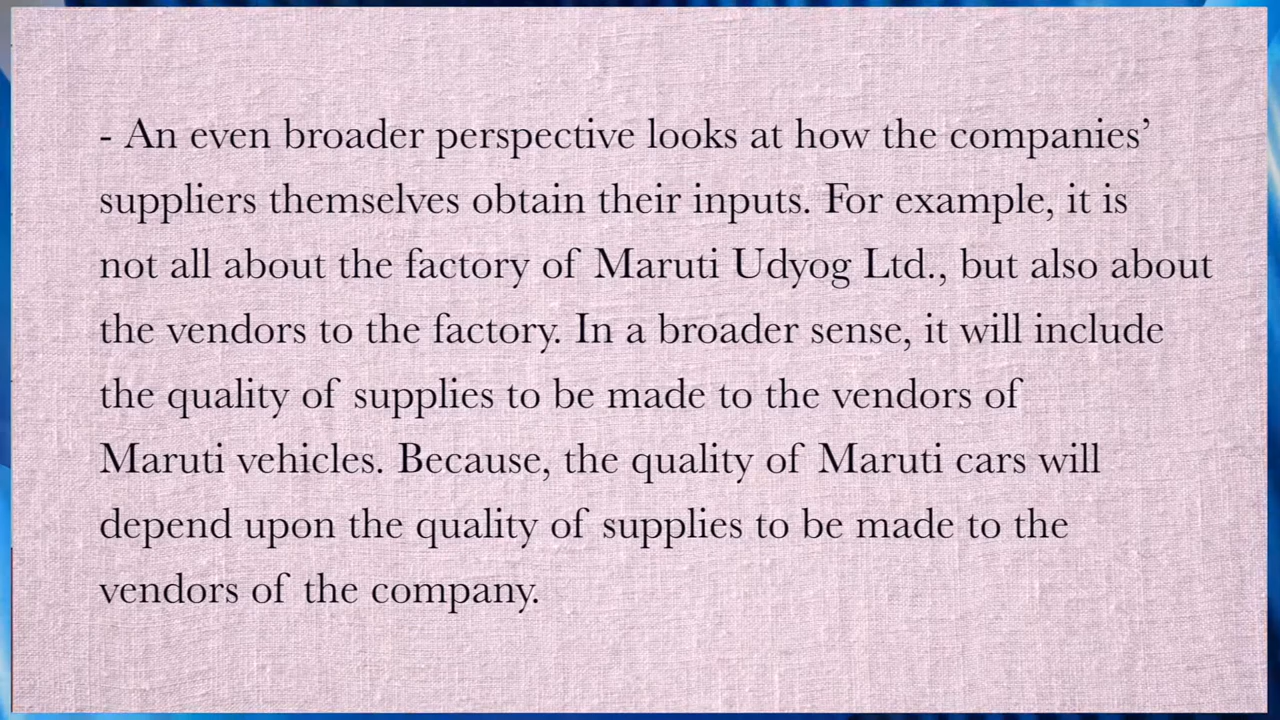 - An even broader perspective looks at how the companies’
suppliers themselves obtain their inputs. For example, it is
not all about the factory of Maruti Udyog Ltd., but also about
the vendors to the factory. In a broader sense, it will include
the quality of supplies to be made to the vendors of
Maruti vehicles. Because, the quality of Maruti cars will
depend upon the quality of supplies to be made to the
vendors of the company.